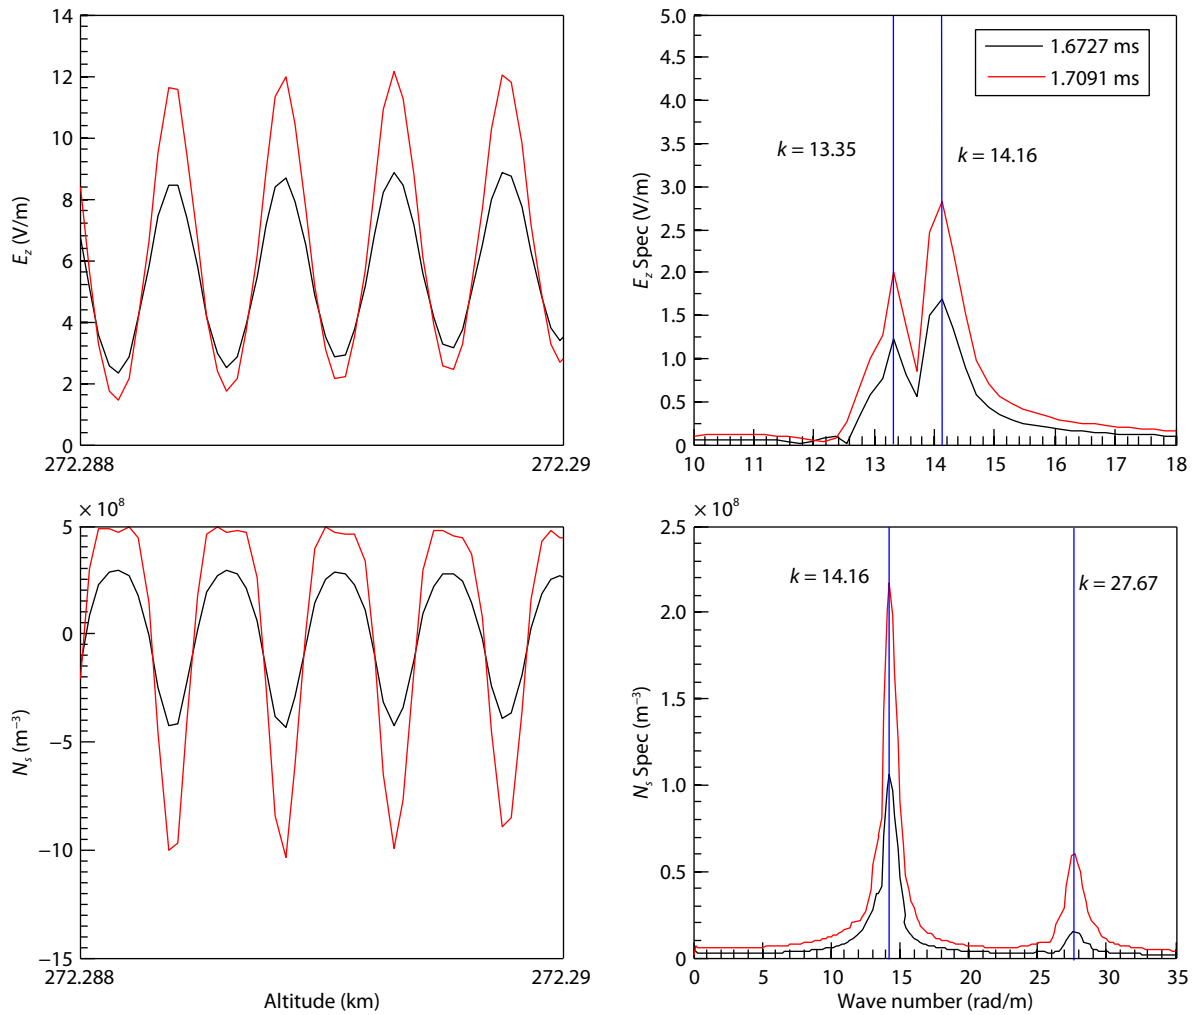 14
12
10
8
6
4
2
0
E_z (V/m)
272.288
272.29
5.0
4.5
4.0
3.5
3.0
2.5
2.0
1.5
1.0
0.5
0
E_z Spec (V/m)
10 11 12 13 14 15 16 17 18
1.6727 ms
1.7091 ms
k = 13.35
k = 14.16
× 10⁸
5
0
−5
−10
−15
N_s (m⁻³)
272.288
272.29
Altitude (km)
× 10⁸
2.5
2.0
1.5
1.0
0.5
0
N_s Spec (m⁻³)
k = 14.16
k = 27.67
0 5 10 15 20 25 30 35
Wave number (rad/m)